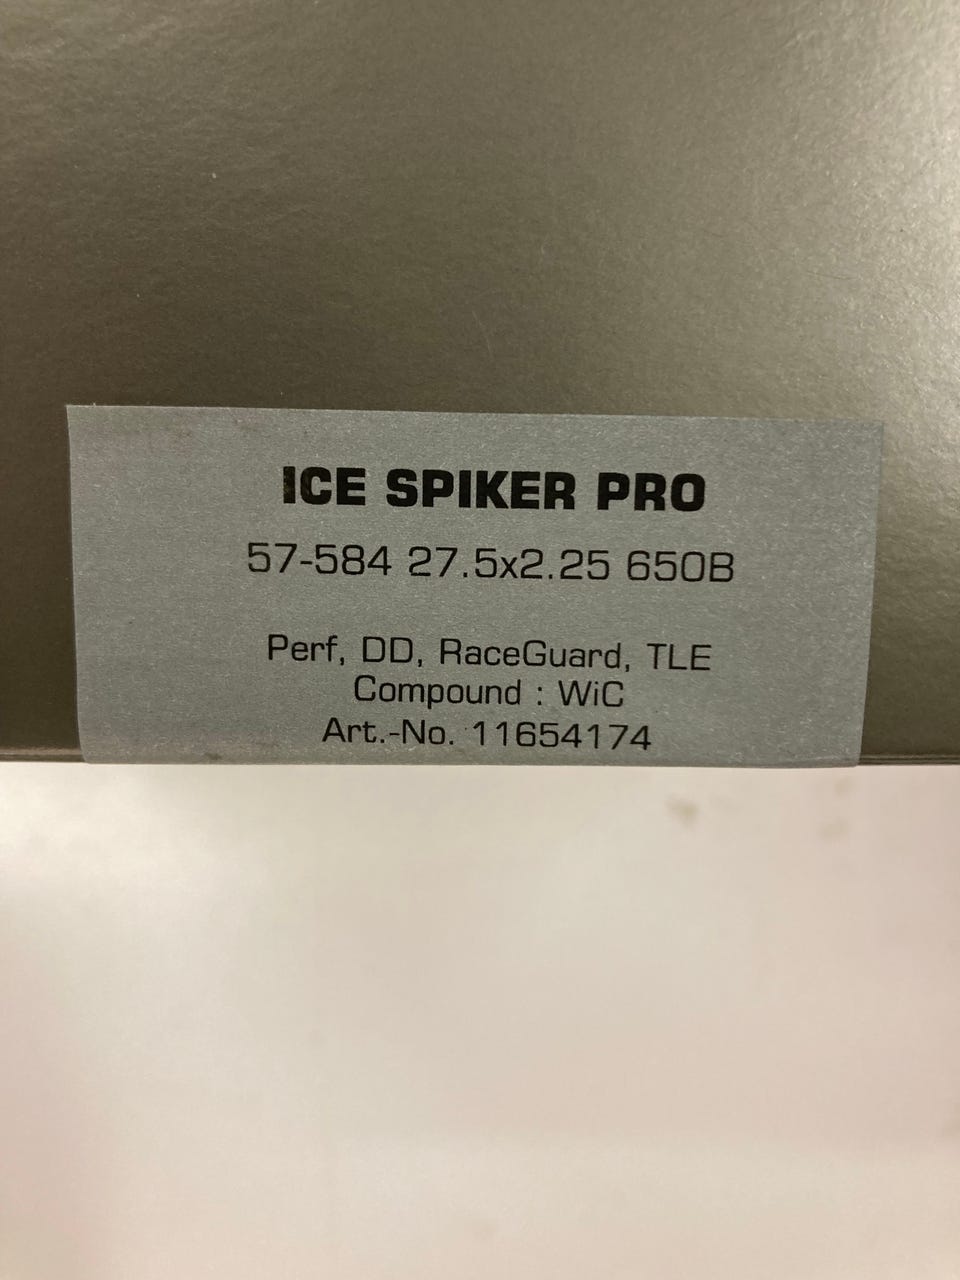 ICE SPIKER PRO
57-584 27.5x2.25 650B
Perf, DD, RaceGuard, TLE
Compound : WiC
Art.-No. 11654174